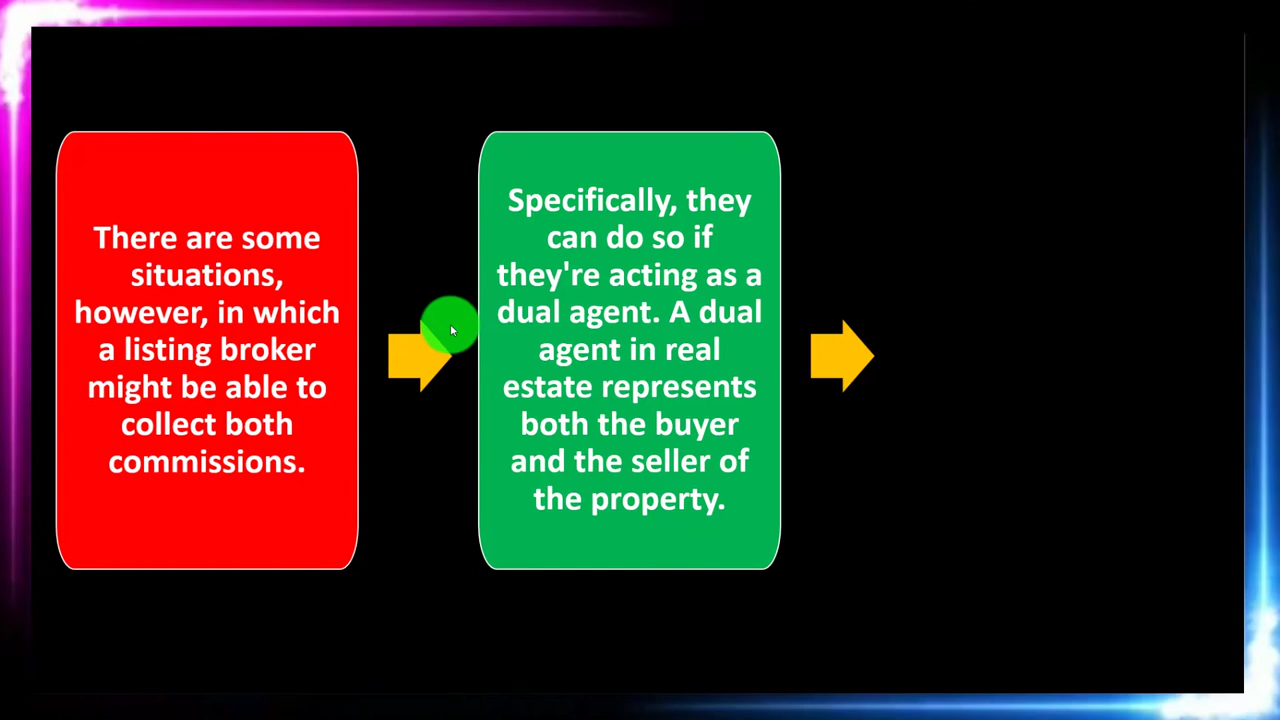 There are some
situations,
however, in which
a listing broker
might be able to
collect both
commissions.
Specifically, they
can do so if
they're acting as a
dual agent. A dual
agent in real
estate represents
both the buyer
and the seller of
the property.